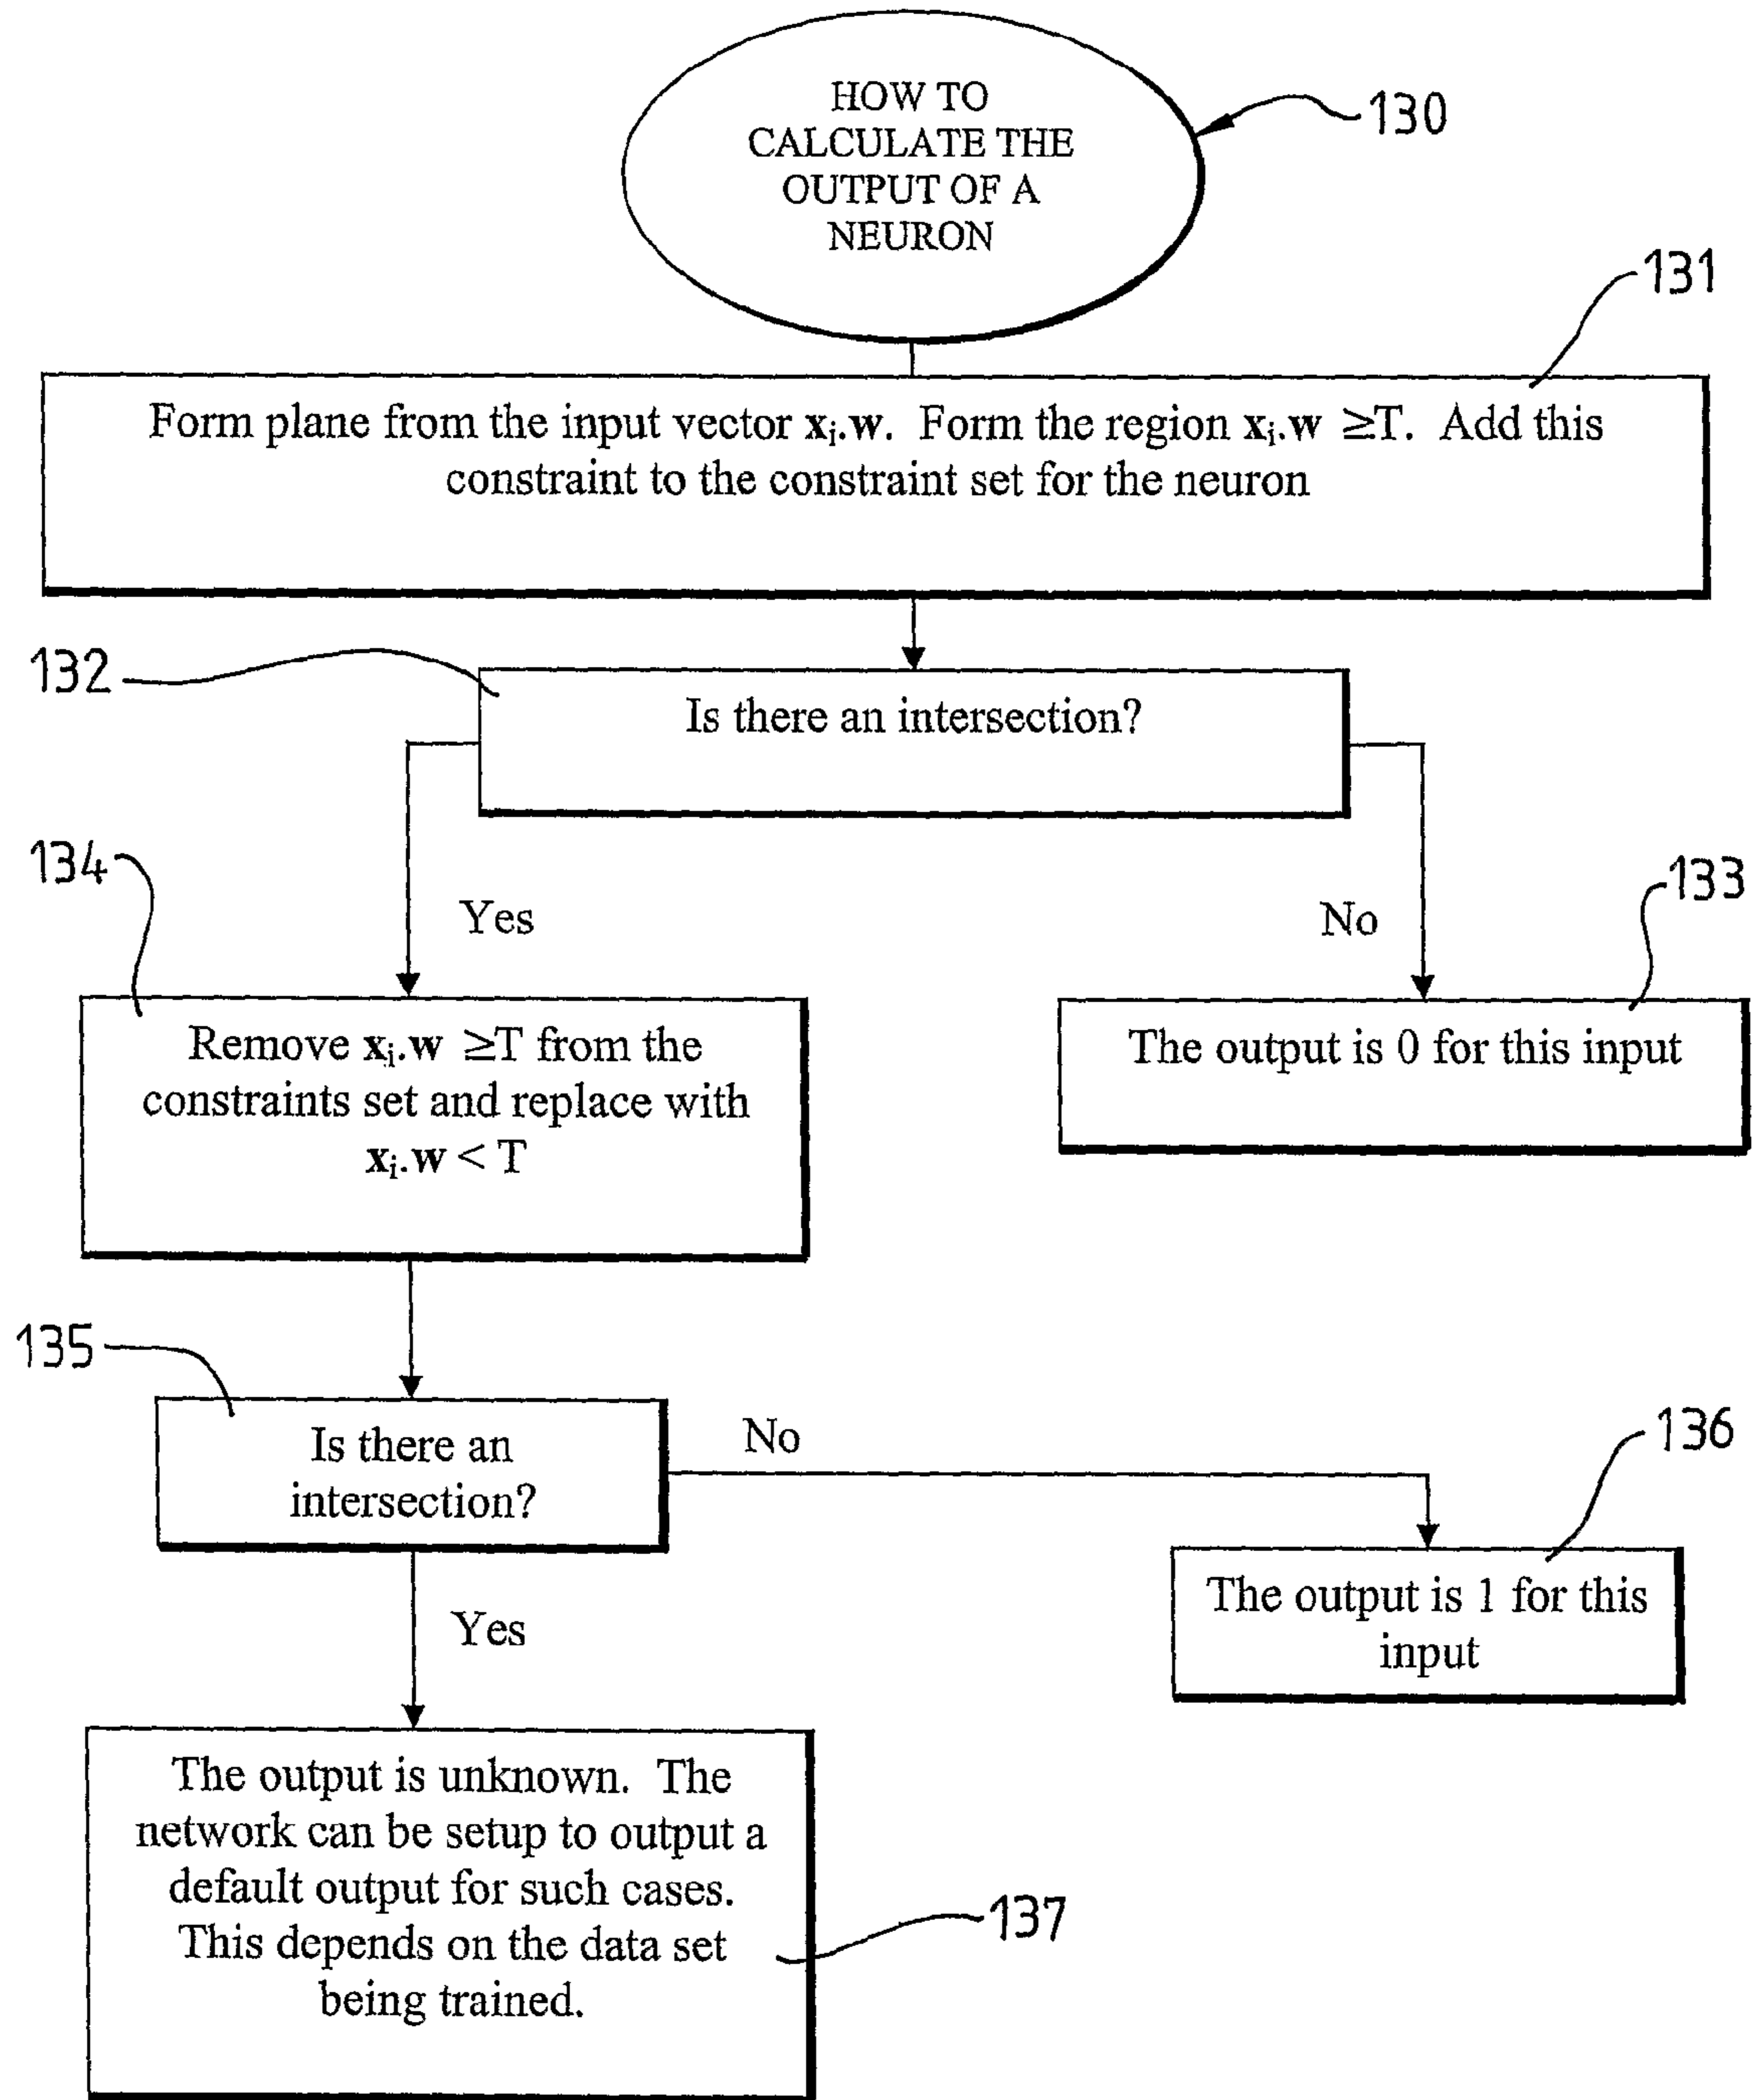 HOW TO
CALCULATE THE
OUTPUT OF A
NEURON
130
131
Form plane from the input vector xᵢ.w. Form the region xᵢ.w ≥T. Add this
constraint to the constraint set for the neuron
132
Is there an intersection?
134
133
Yes
No
Remove xᵢ.w ≥T from the
constraints set and replace with
xᵢ.w < T
The output is 0 for this input
135
Is there an
intersection?
No
136
The output is 1 for this
input
Yes
The output is unknown. The
network can be setup to output a
default output for such cases.
This depends on the data set
being trained.
137